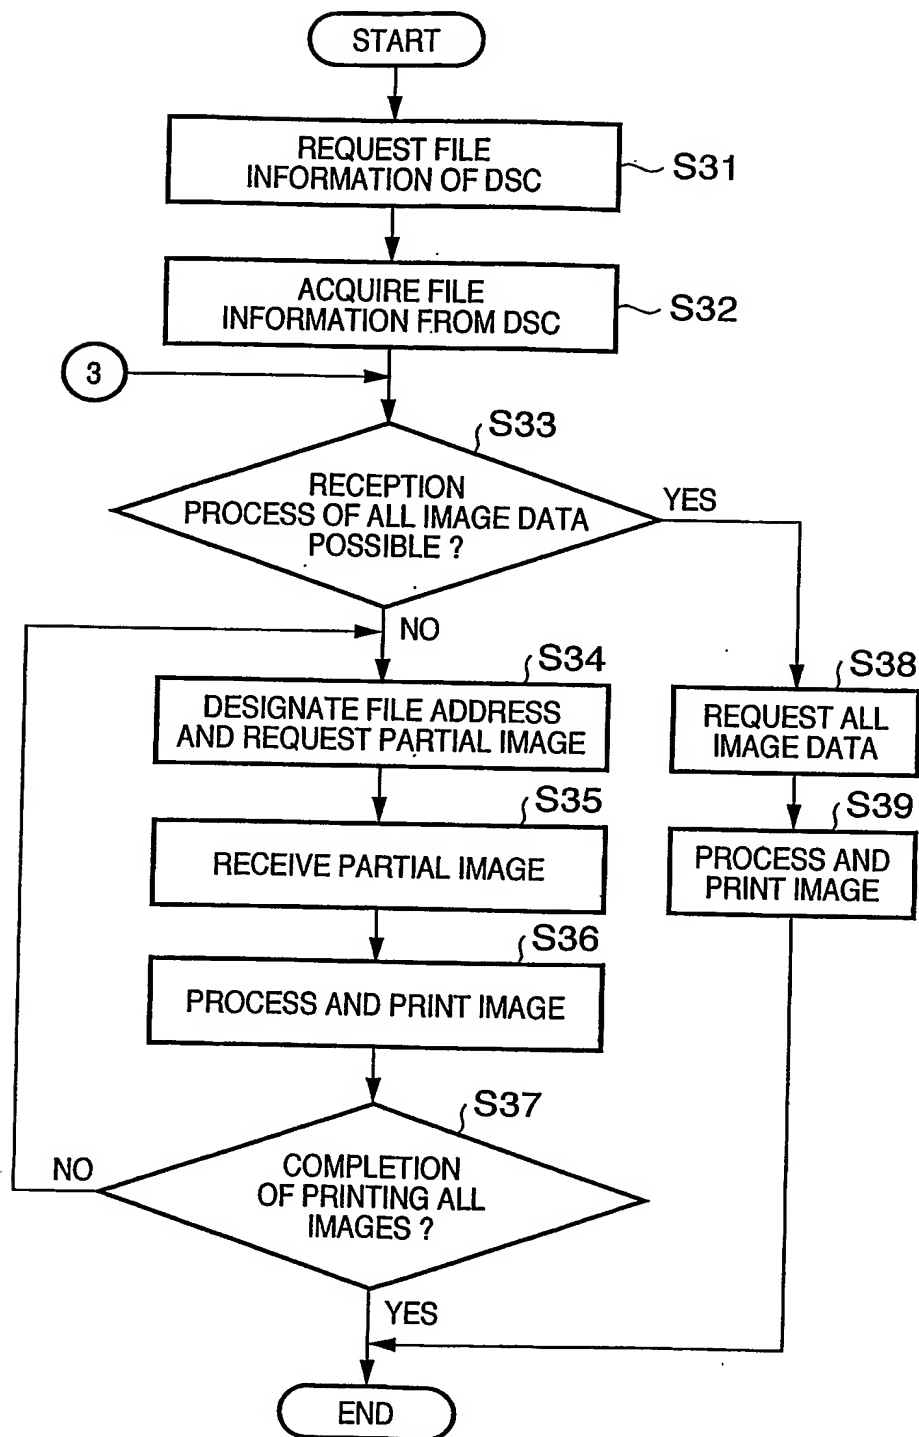 START
REQUEST FILE
INFORMATION OF DSC
S31
ACQUIRE FILE
INFORMATION FROM DSC
S32
3
S33
RECEPTION
PROCESS OF ALL IMAGE DATA
POSSIBLE ?
YES
NO
S34
DESIGNATE FILE ADDRESS
AND REQUEST PARTIAL IMAGE
S38
REQUEST ALL
IMAGE DATA
S35
RECEIVE PARTIAL IMAGE
S39
PROCESS AND
PRINT IMAGE
S36
PROCESS AND PRINT IMAGE
S37
COMPLETION
OF PRINTING ALL
IMAGES ?
NO
YES
END